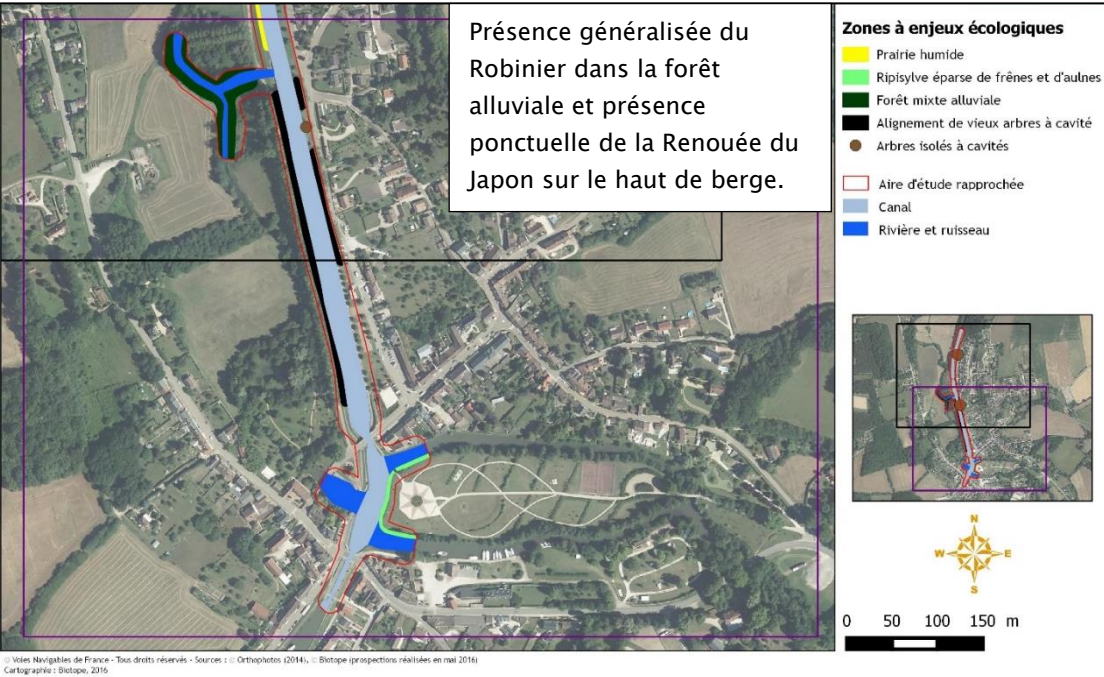 Présence généralisée du
Robinier dans la forêt
alluviale et présence
ponctuelle de la Renouée du
Japon sur le haut de berge.
Zones à enjeux écologiques
Prairie humide
Ripisylve éparse de frênes et d'aulnes
Forêt mixte alluviale
Alignement de vieux arbres à cavité
Arbres isolés à cavités
Aire d'étude rapprochée
Canal
Rivière et ruisseau
N
W E
S
0 50 100 150 m
© Voies Navigables de France - Tous droits réservés - Sources : © Orthophotos (2014), © Biotope (prospections réalisées en mai 2016)
Cartographie : Biotope, 2016